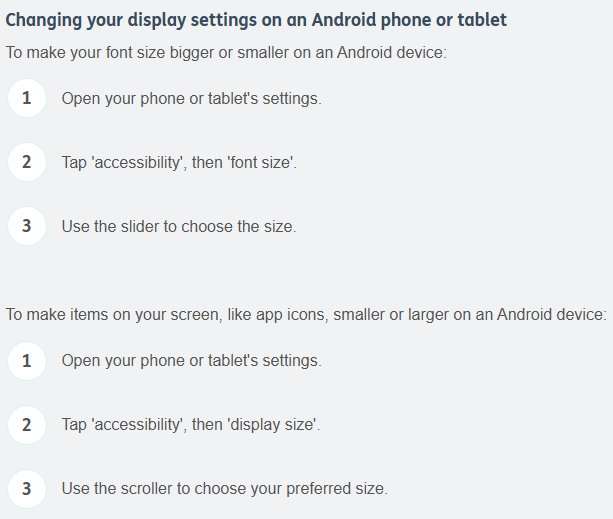 Changing your display settings on an Android phone or tablet
To make your font size bigger or smaller on an Android device:
1 Open your phone or tablet's settings.
2 Tap 'accessibility', then 'font size'.
3 Use the slider to choose the size.
To make items on your screen, like app icons, smaller or larger on an Android device:
1 Open your phone or tablet's settings.
2 Tap 'accessibility', then 'display size'.
3 Use the scroller to choose your preferred size.